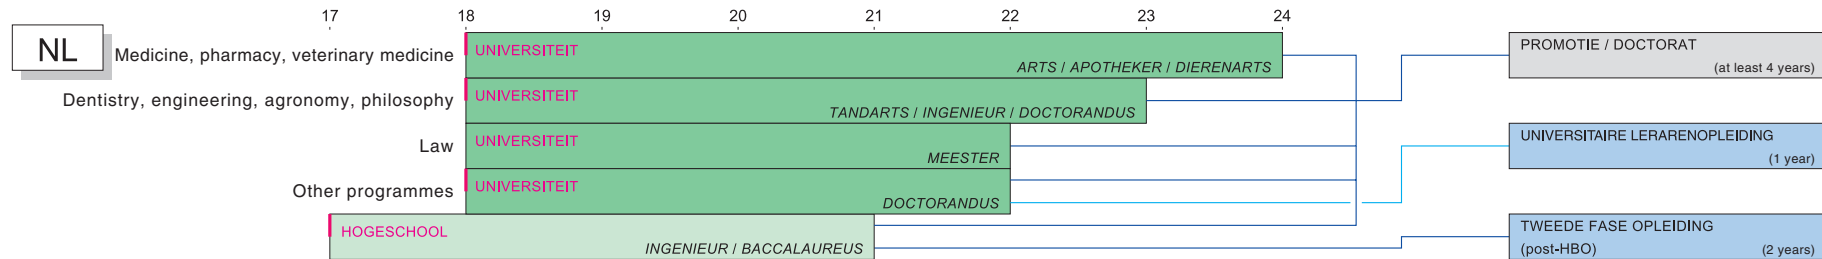 17 18 19 20 21 22 23 24
NL
Medicine, pharmacy, veterinary medicine
UNIVERSITEIT
ARTS / APOTHEKER / DIERENARTS
PROMOTIE / DOCTORAT
(at least 4 years)
Dentistry, engineering, agronomy, philosophy
UNIVERSITEIT
TANDARTS / INGENIEUR / DOCTORANDUS
Law
UNIVERSITEIT
MEESTER
UNIVERSITAIRE LERARENOPLEIDING
(1 year)
Other programmes
UNIVERSITEIT
DOCTORANDUS
HOGESCHOOL
INGENIEUR / BACCALAUREUS
TWEEDE FASE OPLEIDING
(post-HBO) (2 years)